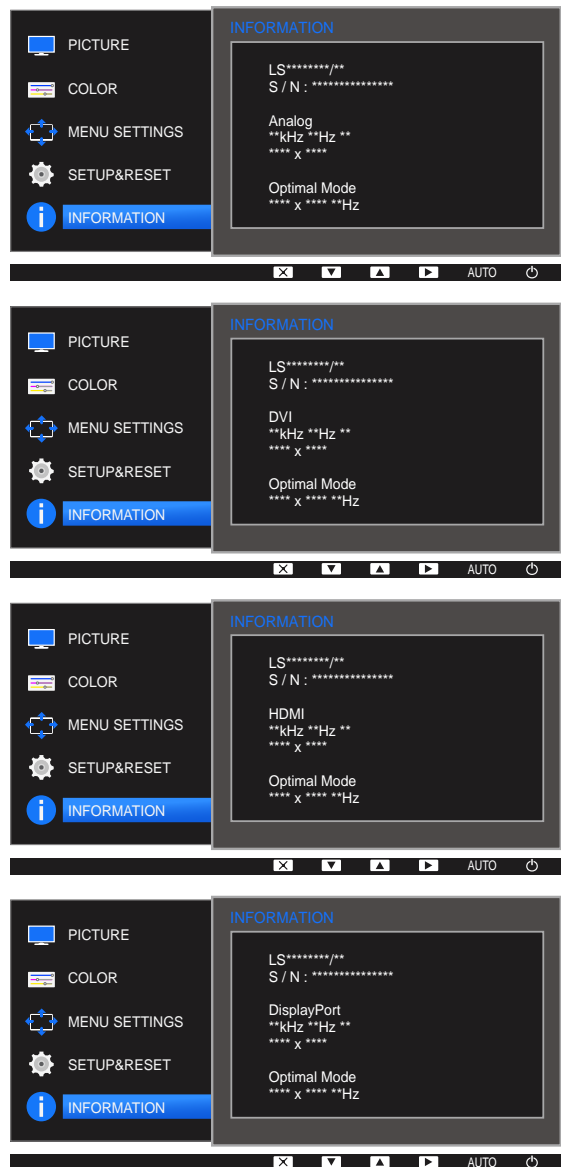 INFORMATION
PICTURE
COLOR
MENU SETTINGS
SETUP&RESET
INFORMATION
LS********/**
S / N : ***************
Analog
**kHz **Hz **
**** x ****
Optimal Mode
**** x **** **Hz
AUTO
INFORMATION
PICTURE
COLOR
MENU SETTINGS
SETUP&RESET
INFORMATION
LS********/**
S / N : ***************
DVI
**kHz **Hz **
**** x ****
Optimal Mode
**** x **** **Hz
AUTO
INFORMATION
PICTURE
COLOR
MENU SETTINGS
SETUP&RESET
INFORMATION
LS********/**
S / N : ***************
HDMI
**kHz **Hz **
**** x ****
Optimal Mode
**** x **** **Hz
AUTO
INFORMATION
PICTURE
COLOR
MENU SETTINGS
SETUP&RESET
INFORMATION
LS********/**
S / N : ***************
DisplayPort
**kHz **Hz **
**** x ****
Optimal Mode
**** x **** **Hz
AUTO